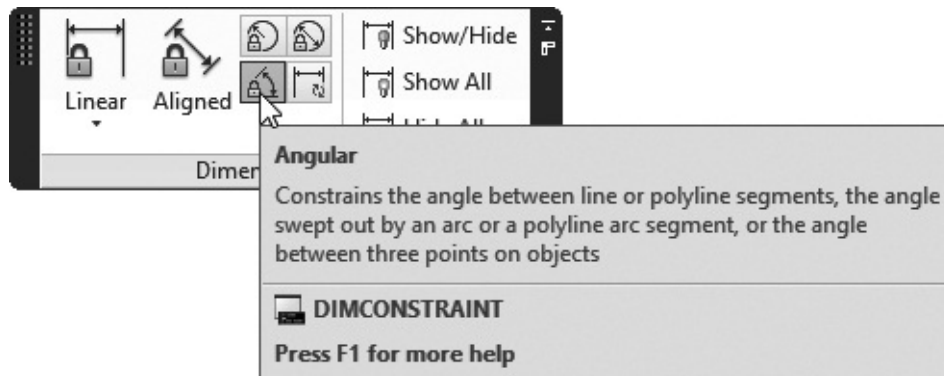 Show/Hide
Show All
Linear
Aligned
Hide All
Dimen
Angular
Constrains the angle between line or polyline segments, the angle
swept out by an arc or a polyline arc segment, or the angle
between three points on objects
DIMCONSTRAINT
Press F1 for more help